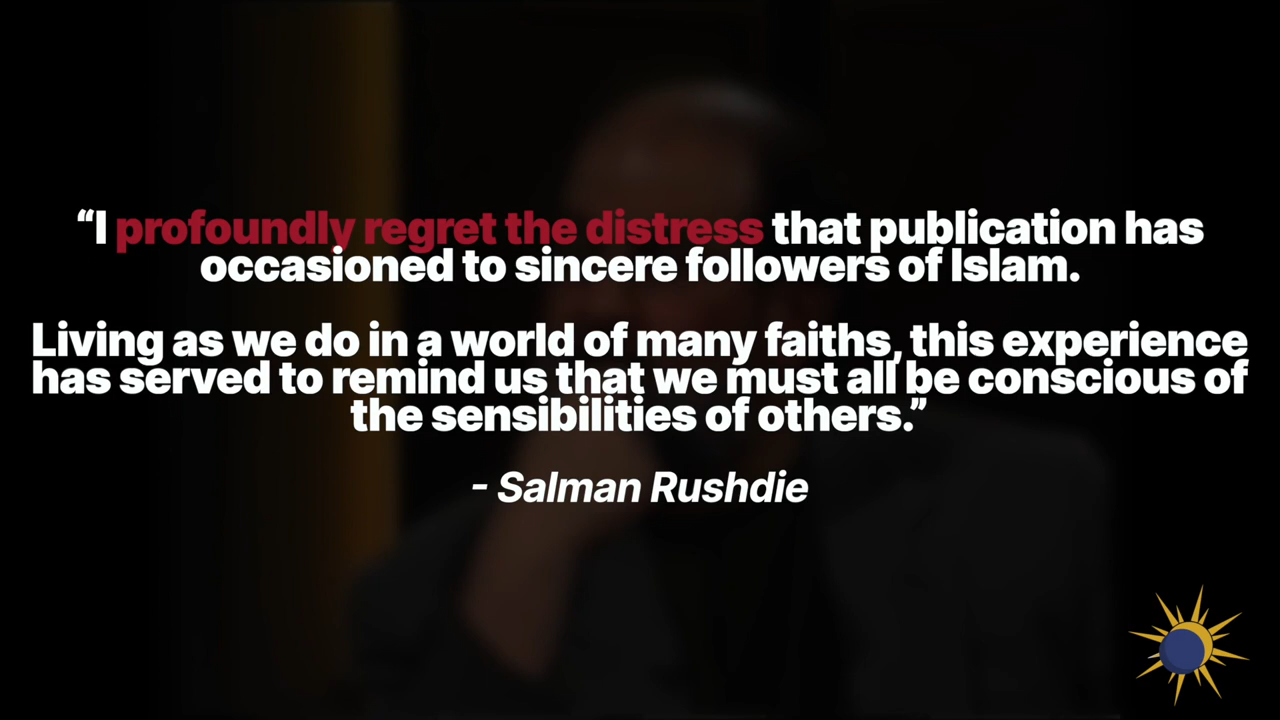 “I profoundly regret the distress that publication has
occasioned to sincere followers of Islam.
Living as we do in a world of many faiths, this experience
has served to remind us that we must all be conscious of
the sensibilities of others.”
- Salman Rushdie